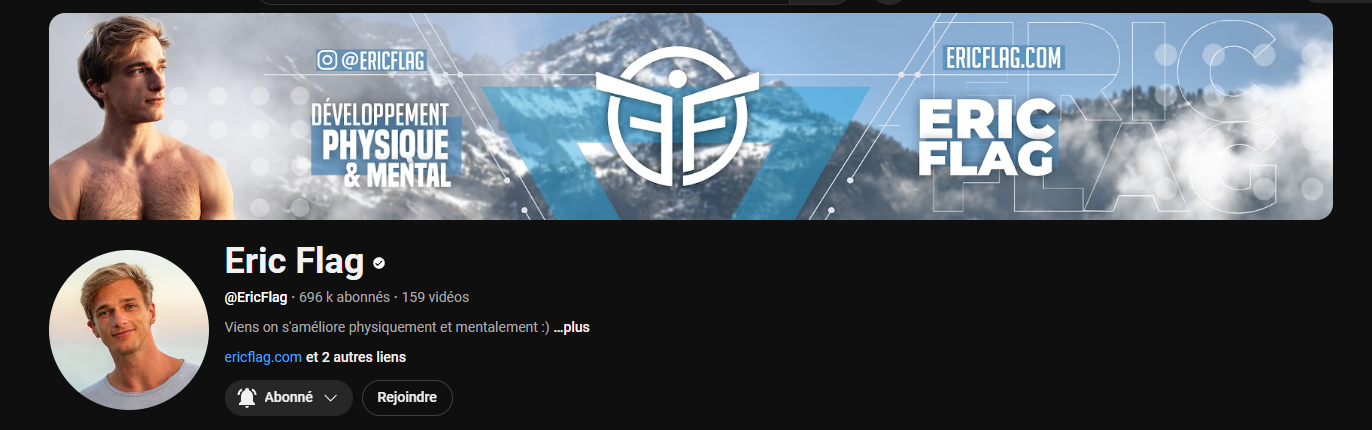 @ERICFLAG
DÉVELOPPEMENT
PHYSIQUE
& MENTAL
FF
ERICFLAG.COM
ERIC
FLAG
ERIC
FLAG
Eric Flag
@EricFlag · 696 k abonnés · 159 vidéos
Viens on s'améliore physiquement et mentalement :) ...plus
ericflag.com et 2 autres liens
Abonné
Rejoindre